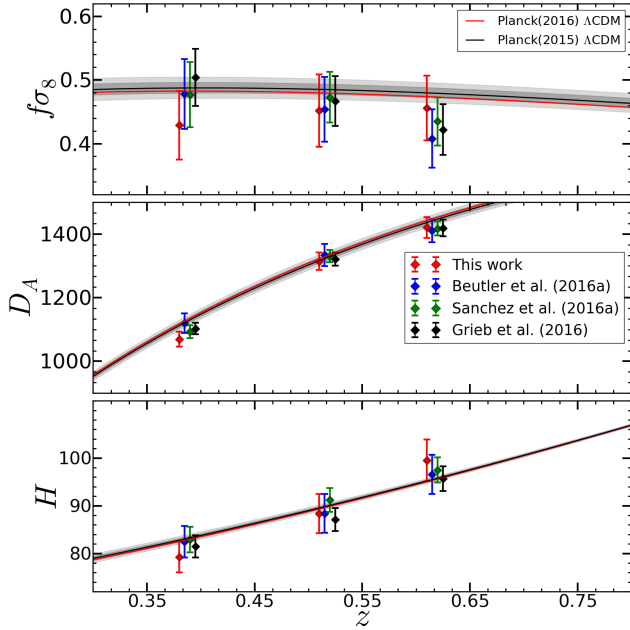 0.6
0.5
0.4
fσ₈
Planck(2016) ΛCDM
Planck(2015) ΛCDM
1400
1200
1000
D_A
This work
Beutler et al. (2016a)
Sanchez et al. (2016a)
Grieb et al. (2016)
100
90
80
H
0.35 0.45 0.55 0.65 0.75
z